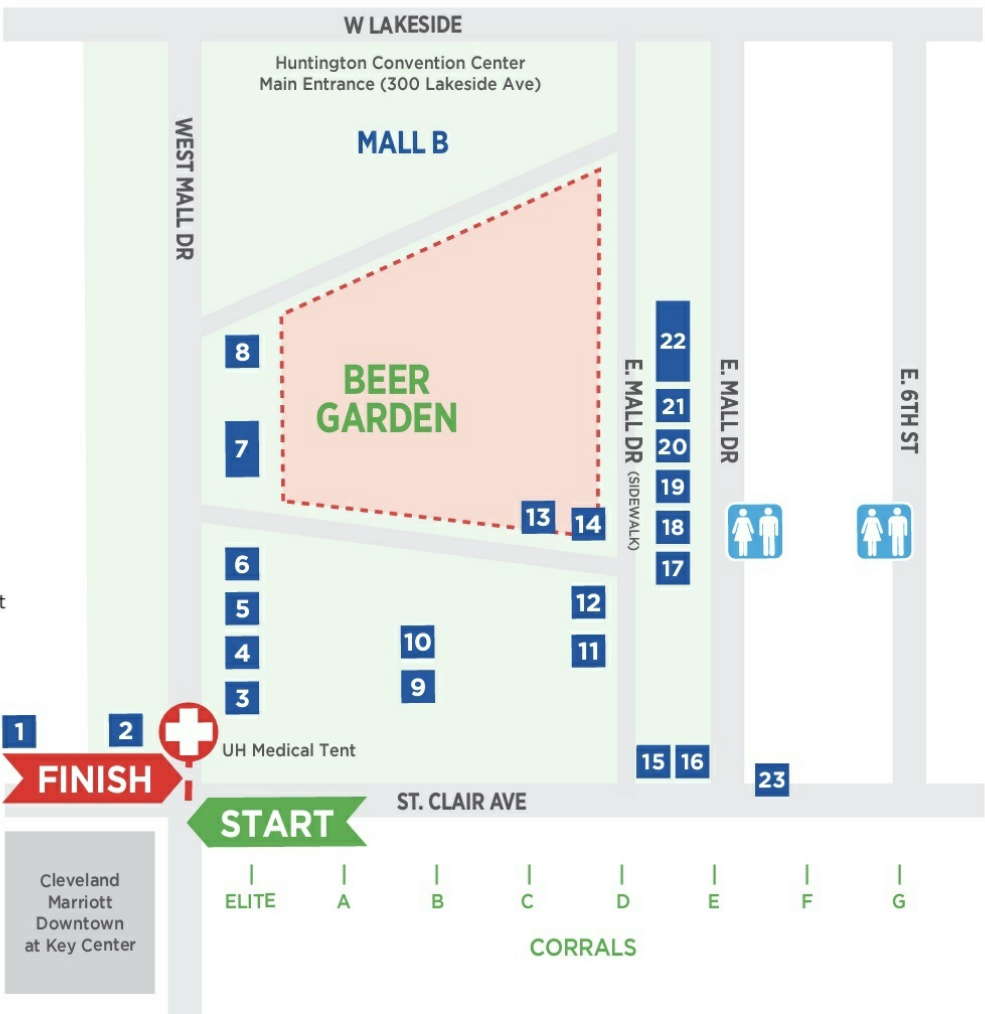 W LAKESIDE
Huntington Convention Center
Main Entrance (300 Lakeside Ave)
MALL B
WEST MALL DR
8
22
BEER
GARDEN
E. MALL DR (SIDEWALK)
E. MALL DR
E. 6TH ST
21
7
20
19
13
14
18
6
17
t
5
12
10
4
11
9
3
1
2
UH Medical Tent
15
16
FINISH
23
ST. CLAIR AVE
START
Cleveland
Marriott
Downtown
at Key Center
ELITE
A
B
C
D
E
F
G
CORRALS